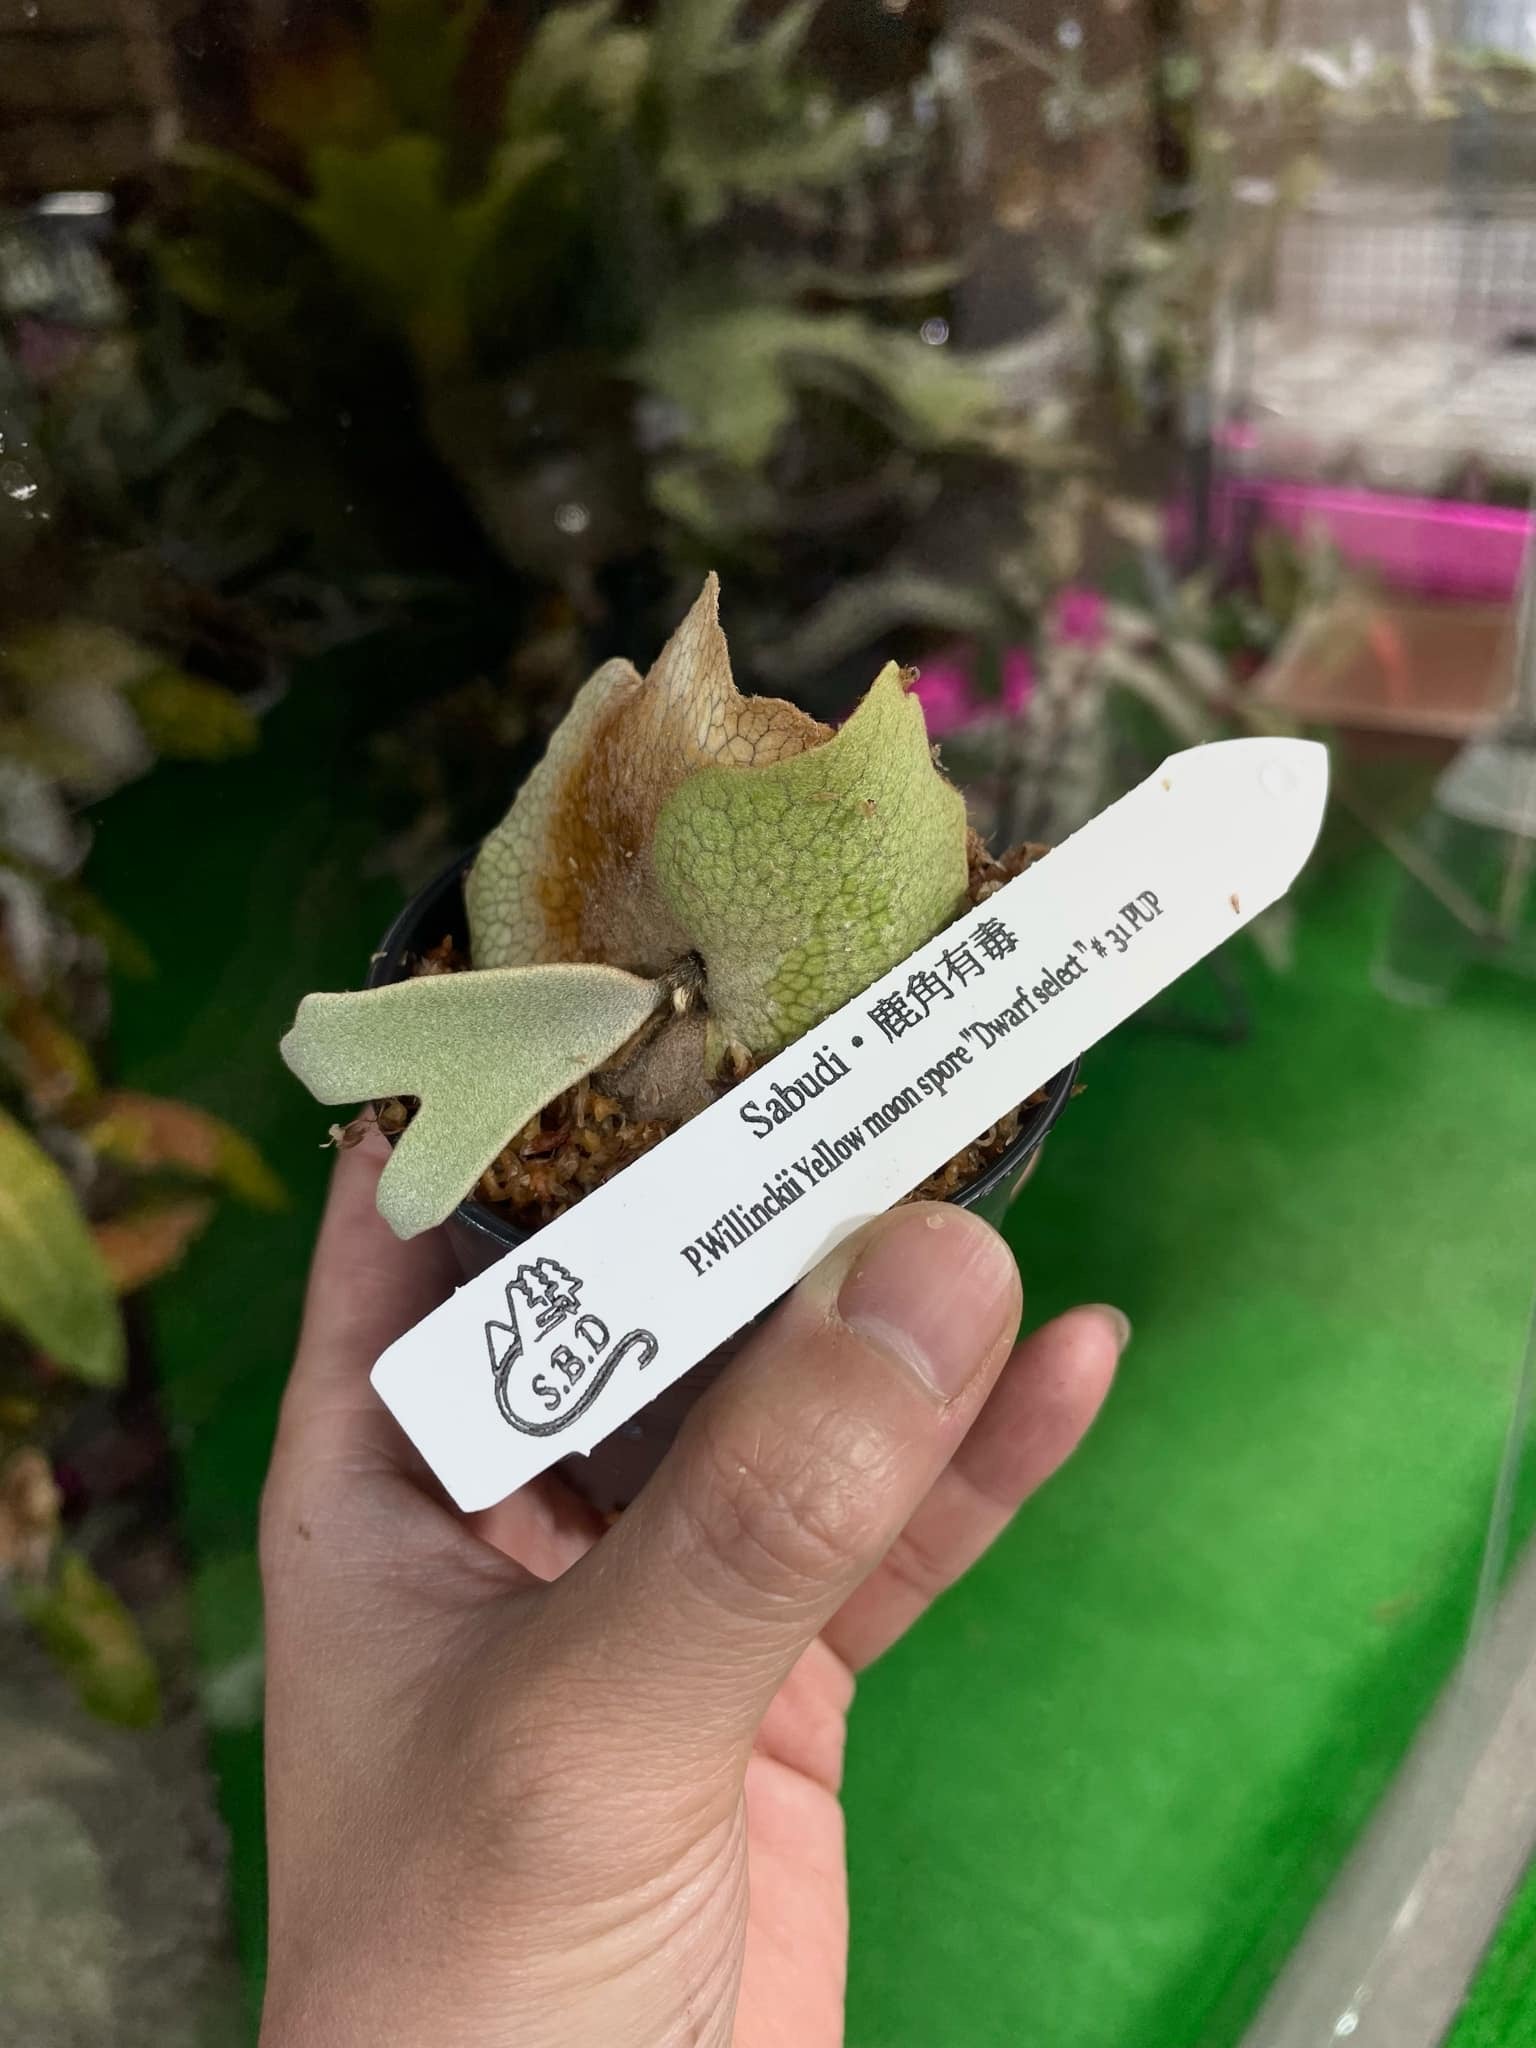 Sabudi • 鹿角有毒
P.Willinckii Yellow moon spore"Dwarf select" # 31 PUP
S.B.D